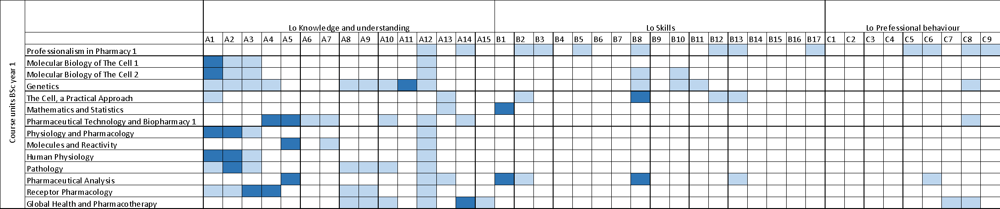 Lo Knowledge and understanding Lo Skills Lo Prefessional behaviour
A1 A2 A3 A4 A5 A6 A7 A8 A9 A10 A11 A12 A13 A14 A15 B1 B2 B3 B4 B5 B6 B7 B8 B9 B10 B11 B12 B13 B14 B15 B16 B17 C1 C2 C3 C4 C5 C6 C7 C8 C9
Course units BSc year 1
Professionalism in Pharmacy 1
Molecular Biology of The Cell 1
Molecular Biology of The Cell 2
Genetics
The Cell, a Practical Approach
Mathematics and Statistics
Pharmaceutical Technology and Biopharmacy 1
Physiology and Pharmacology
Molecules and Reactivity
Human Physiology
Pathology
Pharmaceutical Analysis
Receptor Pharmacology
Global Health and Pharmacotherapy